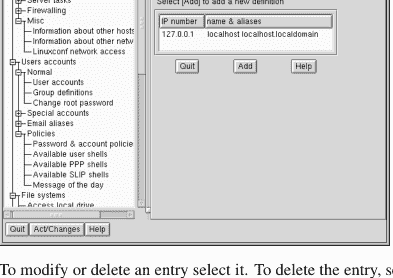 Server tasks
Firewalling
Misc
Information about other hosts
Information about other netw
Linuxconf network access
Users accounts
Normal
User accounts
Group definitions
Change root password
Special accounts
Email aliases
Policies
Password & account policie
Available user shells
Available PPP shells
Available SLIP shells
Message of the day
File systems
Access local drive
Select [Add] to add a new definition
IP number name & aliases
127.0.0.1 localhost localhost.localdomain
Quit Add Help
Quit Act/Changes Help
To modify or delete an entry select it. To delete the entry, s